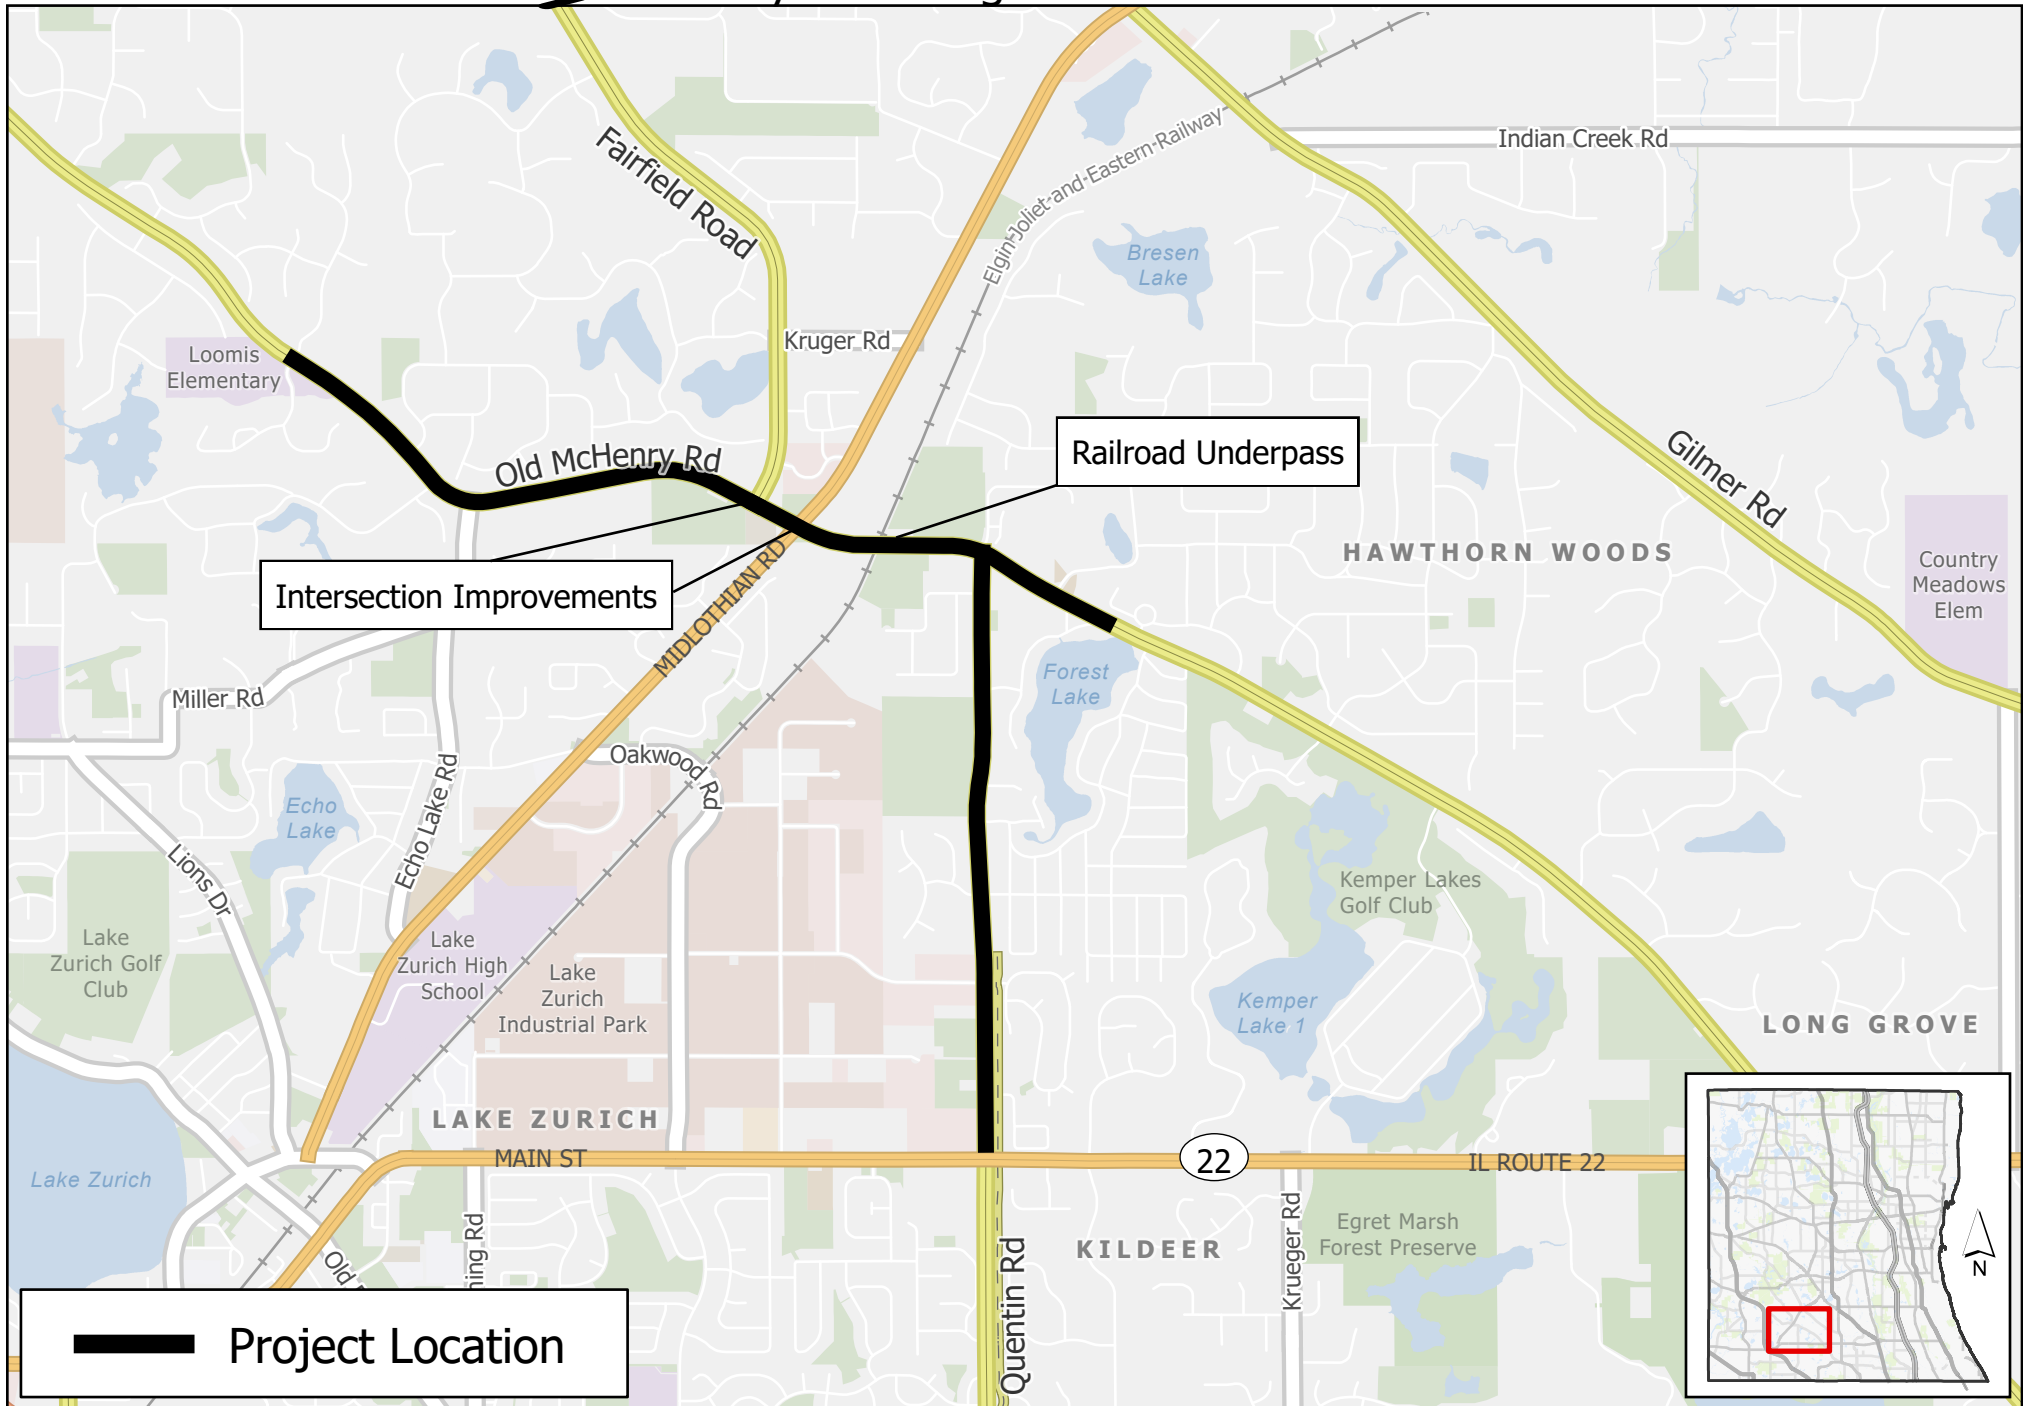 Indian Creek Rd
Fairfield Road
Elgin-Joliet-and-Eastern-Railway
Bresen
Lake
Kruger Rd
Loomis
Elementary
Railroad Underpass
Old McHenry Rd
Gilmer Rd
HAWTHORN WOODS
Country
Meadows
Elem
Intersection Improvements
MIDLOTHIAN RD
Forest
Lake
Miller Rd
Oakwood Rd
Echo
Lake
Echo Lake Rd
Lions Dr
Kemper Lakes
Golf Club
Lake
Zurich Golf
Club
Lake
Zurich High
School
Lake
Zurich
Industrial Park
Kemper
Lake 1
LONG GROVE
LAKE ZURICH
MAIN ST
22
IL ROUTE 22
Lake Zurich
Quentin Rd
KILDEER
Krueger Rd
Egret Marsh
Forest Preserve
ning Rd
Old
N
Project Location